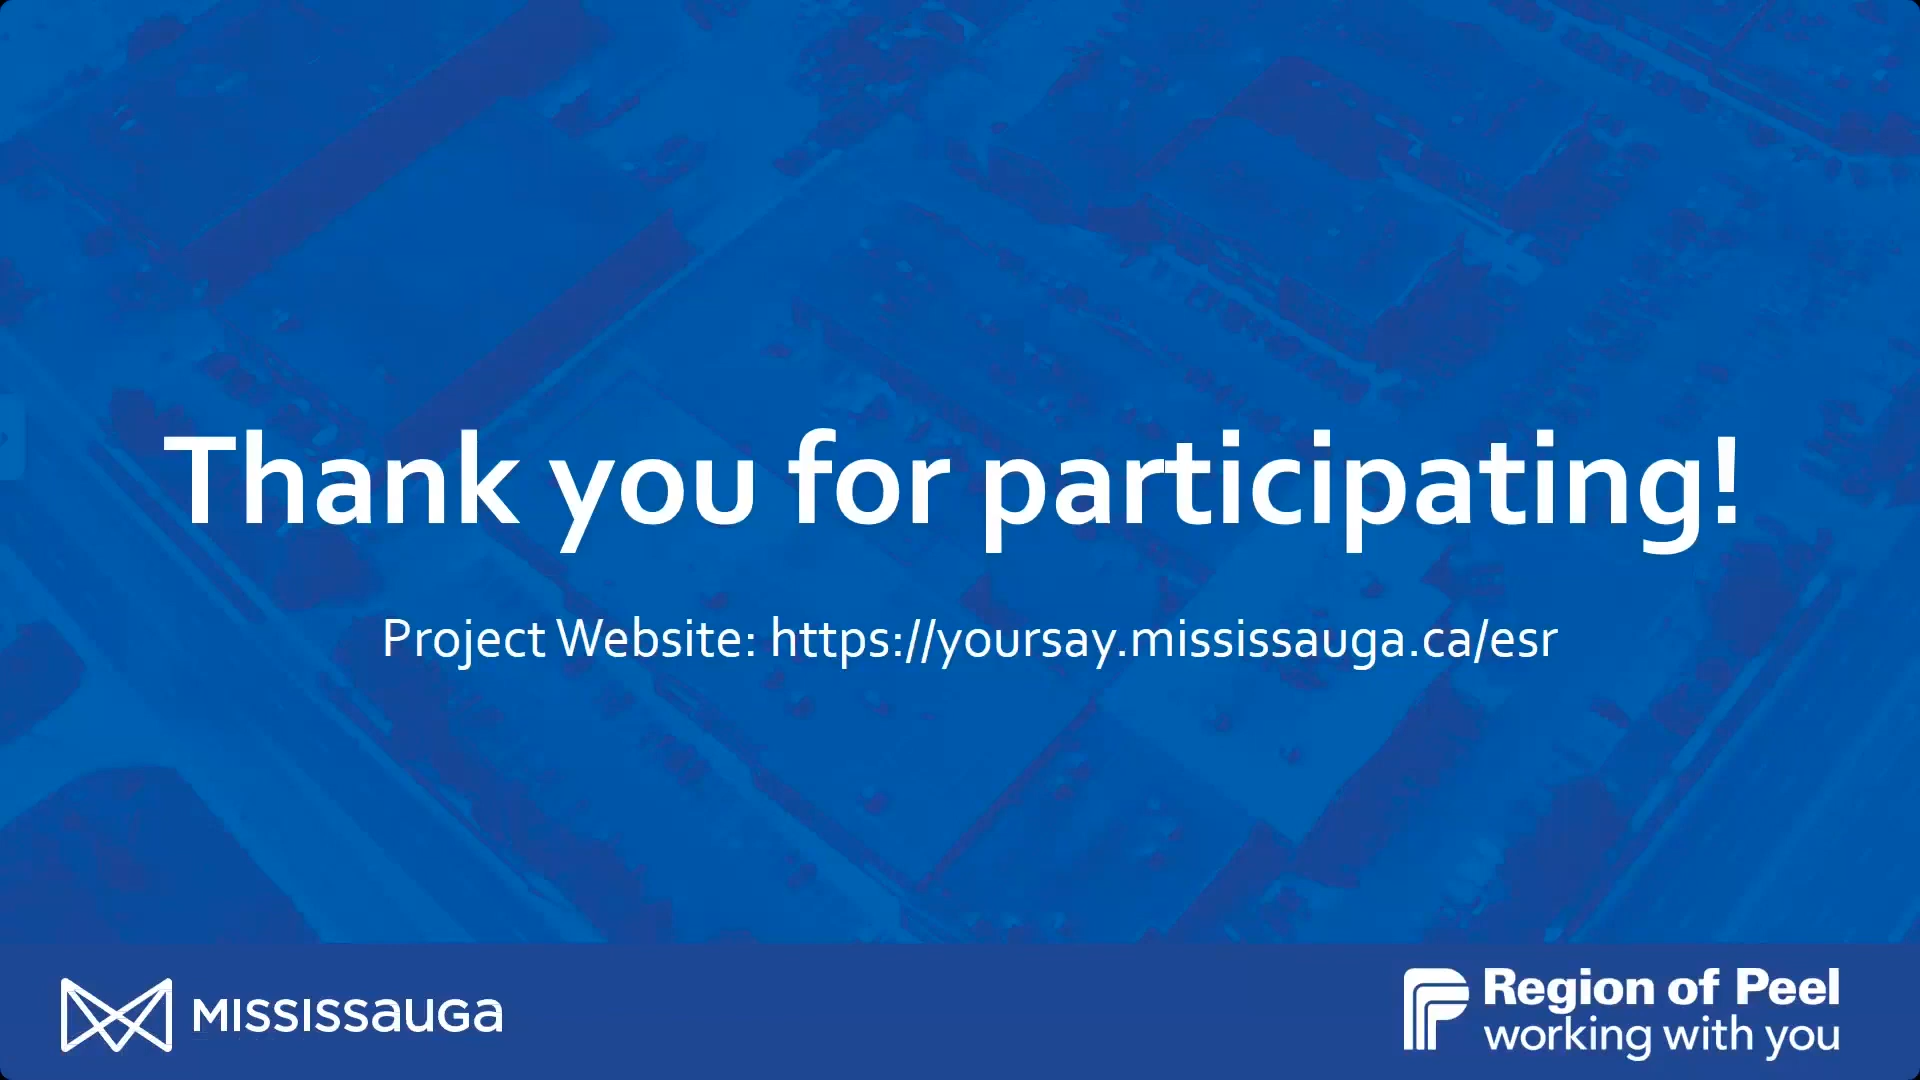 Thank you for participating!
Project Website: https://yoursay.mississauga.ca/esr
MISSISSAUGA
Region of Peel
working with you